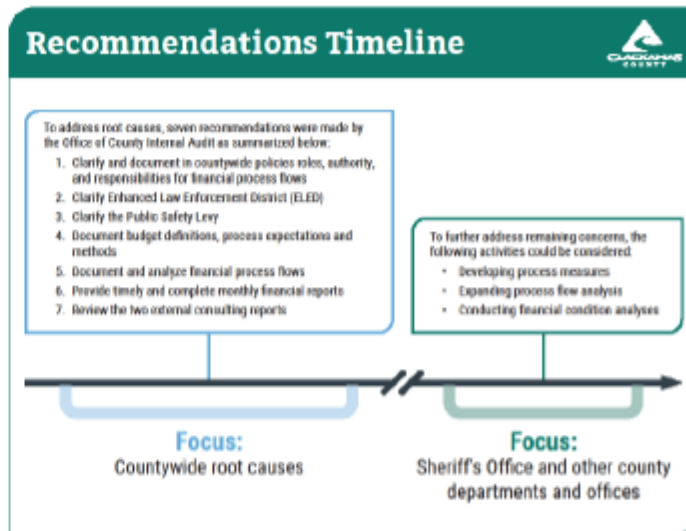 Recommendations Timeline
CLACKAMAS
COUNTY
To address root causes, seven recommendations were made by
the Office of County Internal Audit as summarized below:
1. Clarify and document in countywide policies roles, authority,
and responsibilities for financial process flows
2. Clarify Enhanced Law Enforcement District (ELED)
3. Clarify the Public Safety Levy
4. Document budget definitions, process expectations and
methods
5. Document and analyze financial process flows
6. Provide timely and complete monthly financial reports
7. Review the two external consulting reports
To further address remaining concerns, the
following activities could be considered:
• Developing process measures
• Expanding process flow analysis
• Conducting financial condition analyses
Focus:
Countywide root causes
Focus:
Sheriff's Office and other county
departments and offices